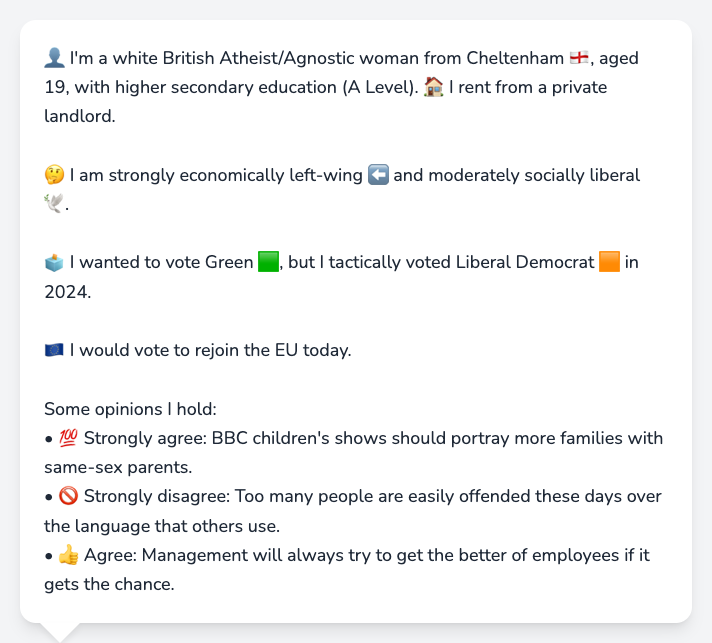 👤 I'm a white British Atheist/Agnostic woman from Cheltenham 🏴󠁧󠁢󠁥󠁮󠁧󠁿, aged
19, with higher secondary education (A Level). 🏠 I rent from a private
landlord.
🤔 I am strongly economically left-wing ⬅️ and moderately socially liberal
🕊️.
🗳️ I wanted to vote Green 🟩, but I tactically voted Liberal Democrat 🟧 in
2024.
🇪🇺 I would vote to rejoin the EU today.
Some opinions I hold:
• 💯 Strongly agree: BBC children's shows should portray more families with
same-sex parents.
• 🚫 Strongly disagree: Too many people are easily offended these days over
the language that others use.
• 👍 Agree: Management will always try to get the better of employees if it
gets the chance.